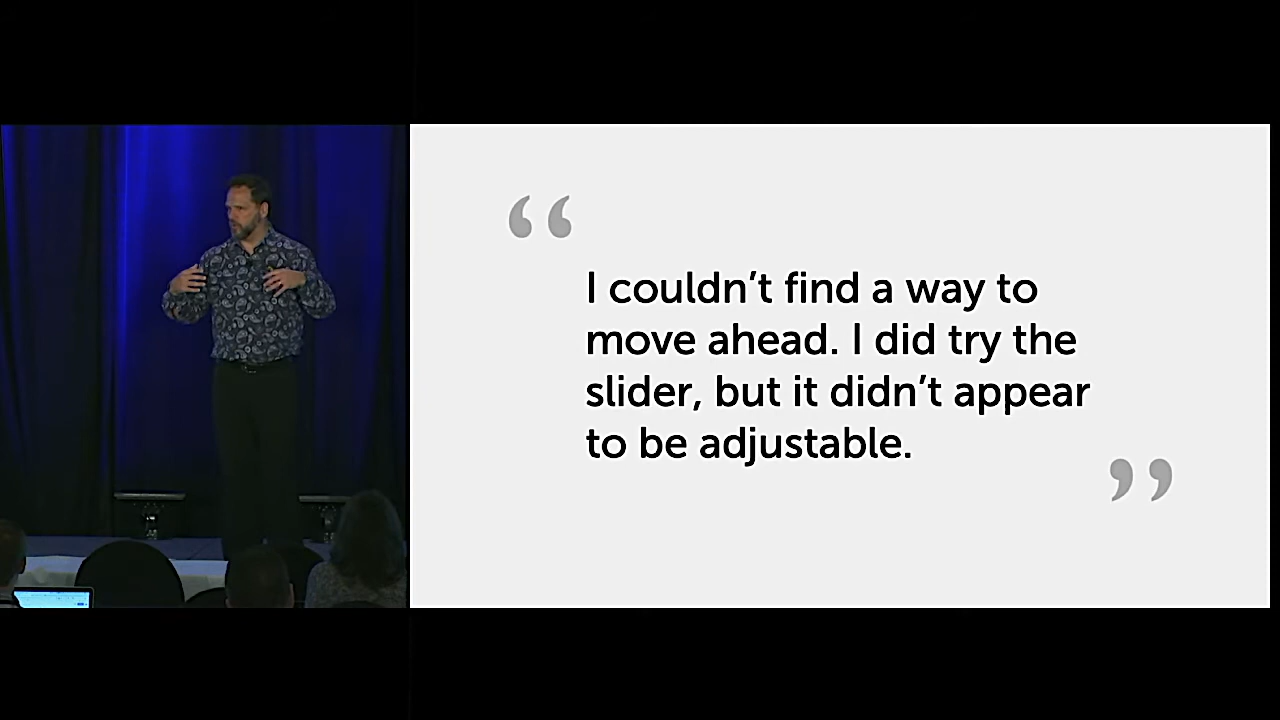 “
I couldn’t find a way to
move ahead. I did try the
slider, but it didn’t appear
to be adjustable.
”